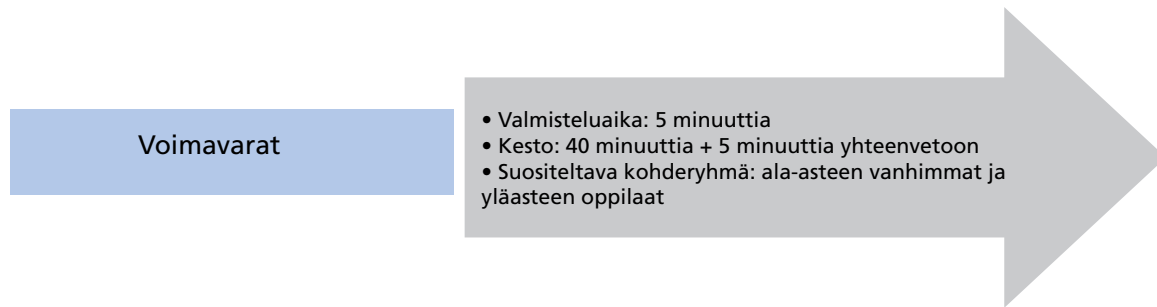 Voimavarat
• Valmisteluaika: 5 minuuttia
• Kesto: 40 minuuttia + 5 minuuttia yhteenvetoon
• Suositeltava kohderyhmä: ala-asteen vanhimmat ja
yläasteen oppilaat